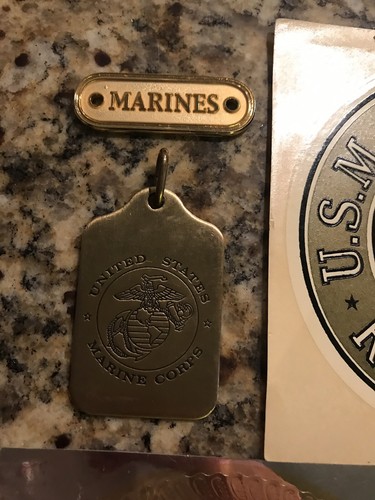 MARINES
UNITED STATES
MARINE CORPS
U.S.M